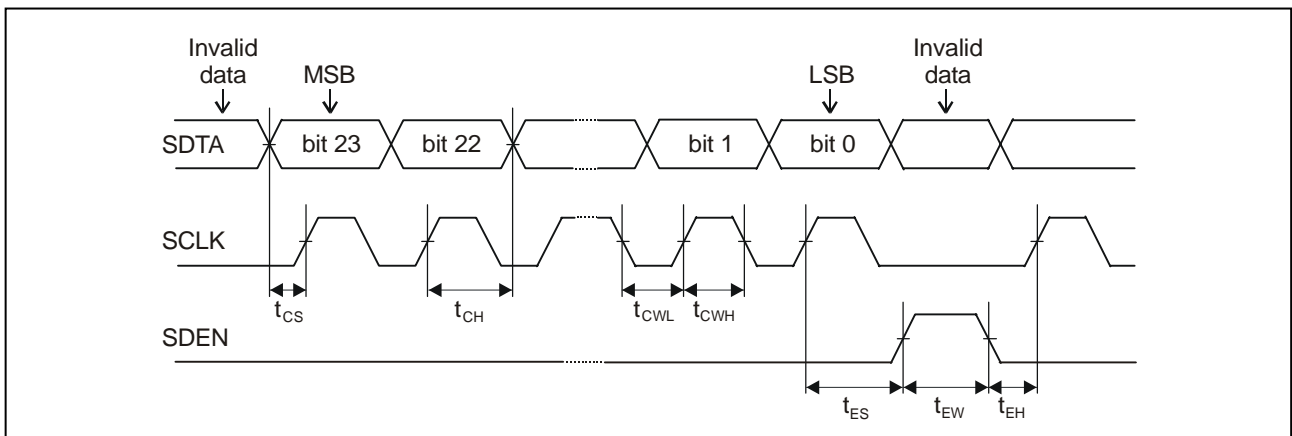 Invalid
data
MSB
LSB
Invalid
data
SDTA
bit 23
bit 22
bit 1
bit 0
SCLK
tCS
tCH
tCWL
tCWH
SDEN
tES
tEW
tEH